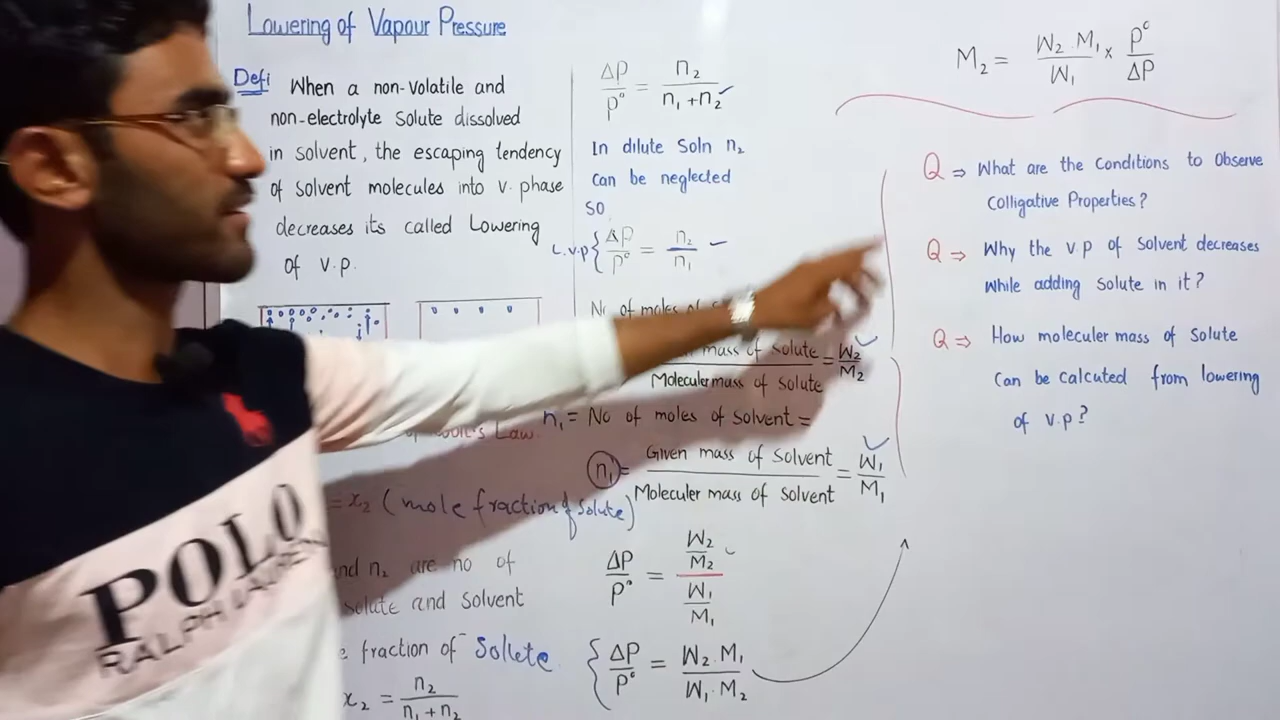 Lowering of Vapour Pressure
Defi When a non-volatile and
non-electrolyte Solute dissolved
in solvent, the escaping tendency
of solvent molecules into v. phase
decreases its called Lowering
of v.p.
Law.
= x₂ (mole fraction of Solute)
and n₂ are no of
solute and Solvent
fraction of Sollete
x₂ = n₂ / n₁ + n₂
ΔP / P° = n₂ / n₁ + n₂
In dilute Soln n₂
Can be neglected
SO
L.v.p { ΔP / P° = n₂ / n₁
No of moles of
mass of Solute / Moleculer mass of Solute = W₂ / M₂
n₁ = No of moles of Solvent =
n₁ = Given mass of Solvent / Moleculer mass of Solvent = W₁ / M₁
ΔP / P° = W₂ / M₂ / W₁ / M₁
{ ΔP / P° = W₂ . M₁ / W₁ . M₂
M₂ = W₂ . M₁ / W₁ × P° / ΔP
Q ⇒ What are the Conditions to Observe
Colligative Properties?
Q ⇒ Why the v.p of Solvent decreases
while adding Solute in it?
Q ⇒ How moleculer mass of Solute
Can be calcuted from lowering
of v.p?
POLO
RALPH LAUREN